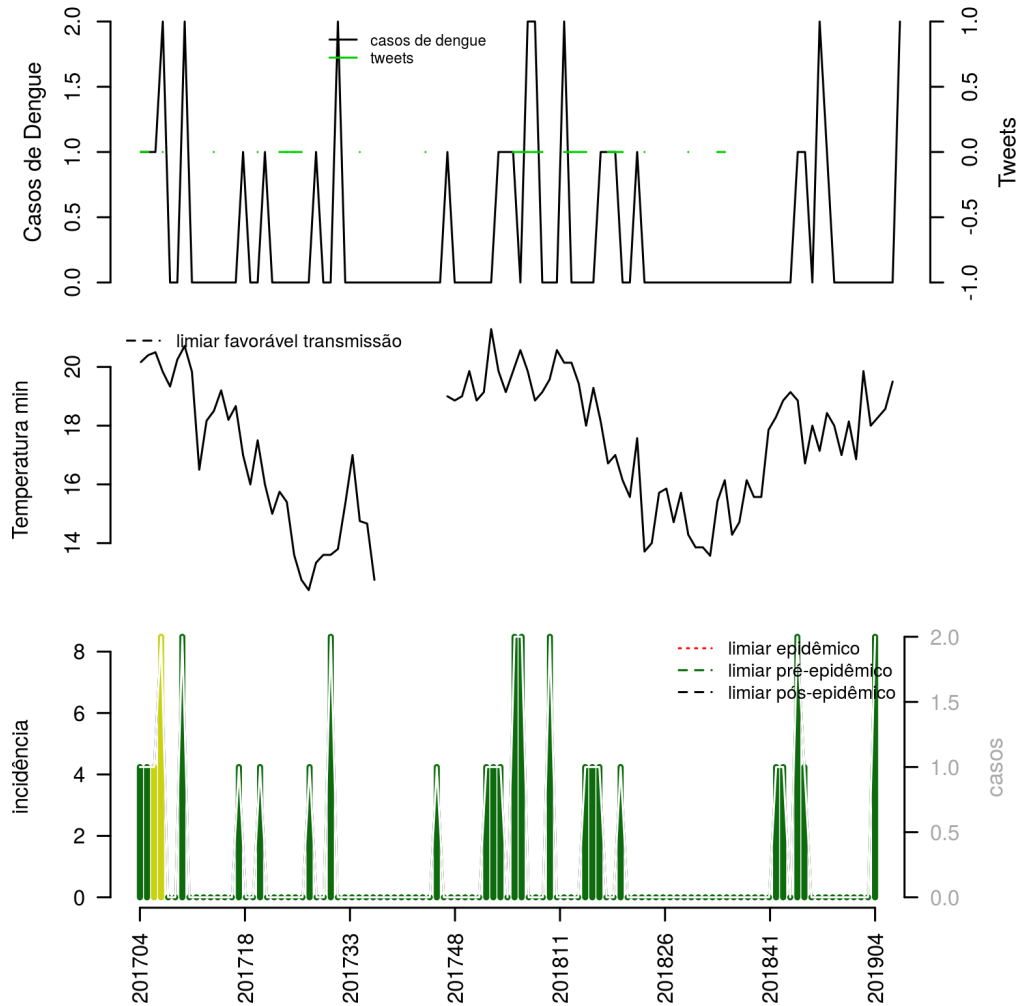 Casos de Dengue
0.0 0.5 1.0 1.5 2.0
casos de dengue
tweets
-1.0 -0.5 0.0 0.5 1.0
Tweets
Temperatura min
14 16 18 20
limiar favorável transmissão
incidência
8
6
4
2
0
limiar epidêmico
limiar pré-epidêmico
limiar pós-epidêmico
2.0
1.5
1.0
0.5
0.0
casos
201704
201718
201733
201748
201811
201826
201841
201904